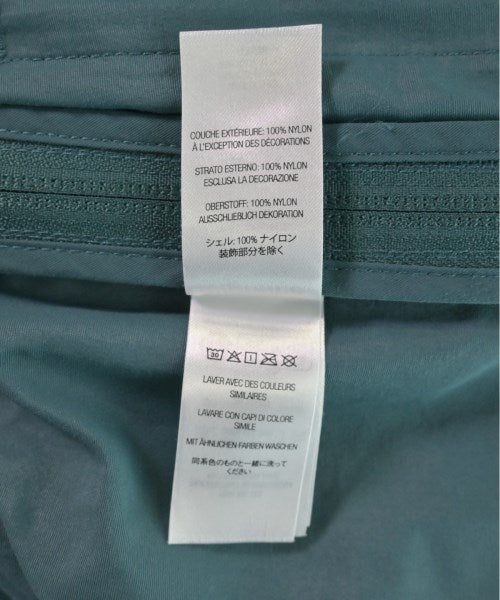 COUCHE EXTÉRIEURE: 100% NYLON
À L'EXCEPTION DES DÉCORATIONS
STRATO ESTERNO: 100% NYLON
ESCLUSA LA DECORAZIONE
OBERSTOFF: 100% NYLON
AUSSCHLIEBLICH DEKORATION
シェル: 100% ナイロン
装飾部分を除く
30
LAVER AVEC DES COULEURS
SIMILAIRES
LAVARE CON CAPI DI COLORE
SIMILE
MIT ÄHNLICHEN FARBEN WASCHEN
同系色のものと一緒に洗って
ください